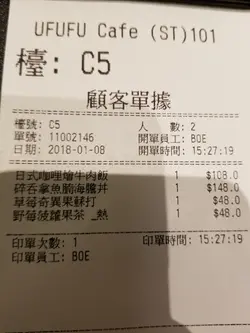 UFUFU Cafe (ST)101
檯: C5
顧客單據
檯號: C5 人 數: 2
單號: 11002146 開單員工: BOE
日期: 2018-01-08 開單時間: 15:27:19
日式咖哩燴牛肉飯 1 $108.0
碎吞拿魚腩海膽丼 1 $148.0
草莓奇異果蘇打 1 $48.0
野莓菠蘿果茶 _熱 1 $48.0
印單次數: 1 印單時間: 15:27:19
印單員工: BOE